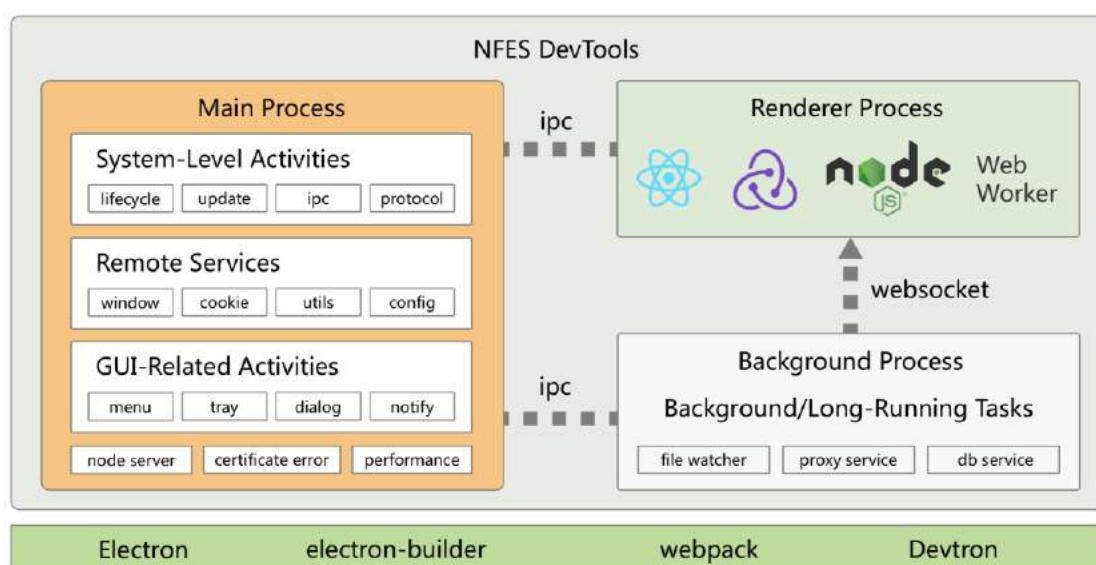 NFES DevTools
Main Process
System-Level Activities
lifecycle update ipc protocol
Remote Services
window cookie utils config
GUI-Related Activities
menu tray dialog notify
node server certificate error performance
ipc
ipc
Renderer Process
node
JS
Web
Worker
websocket
Background Process
Background/Long-Running Tasks
file watcher proxy service db service
Electron electron-builder webpack Devtron